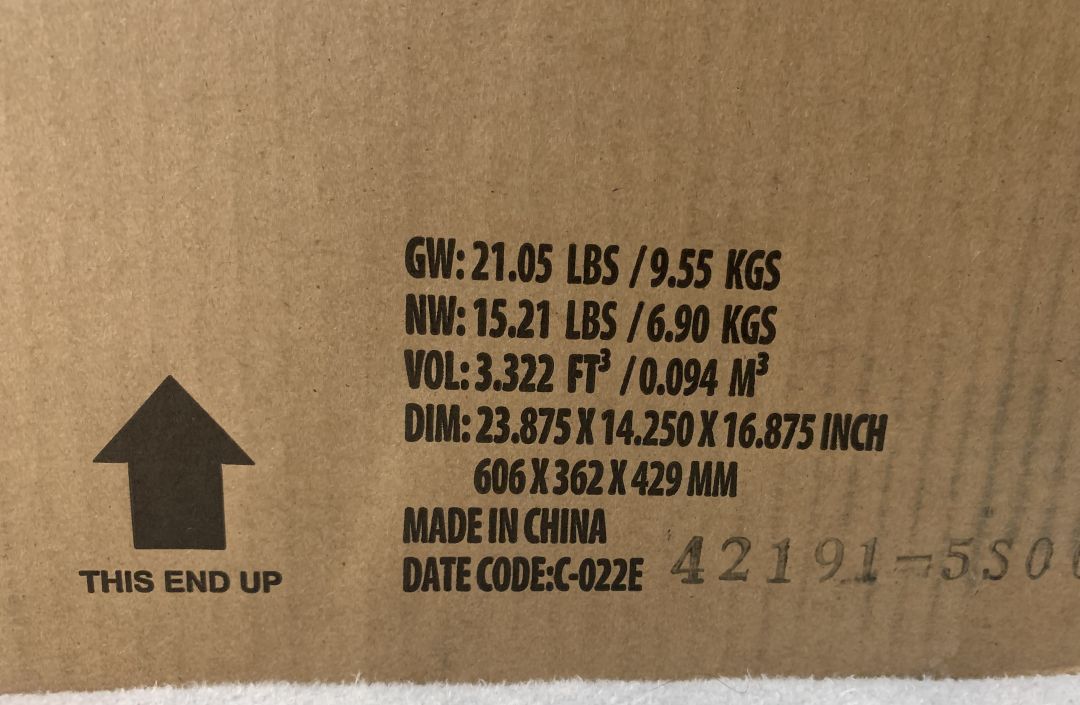 GW: 21.05 LBS / 9.55 KGS
NW: 15.21 LBS / 6.90 KGS
VOL: 3.322 FT³ / 0.094 M³
DIM: 23.875 X 14.250 X 16.875 INCH
606 X 362 X 429 MM
MADE IN CHINA
DATE CODE:C-022E
42191-5S0
THIS END UP